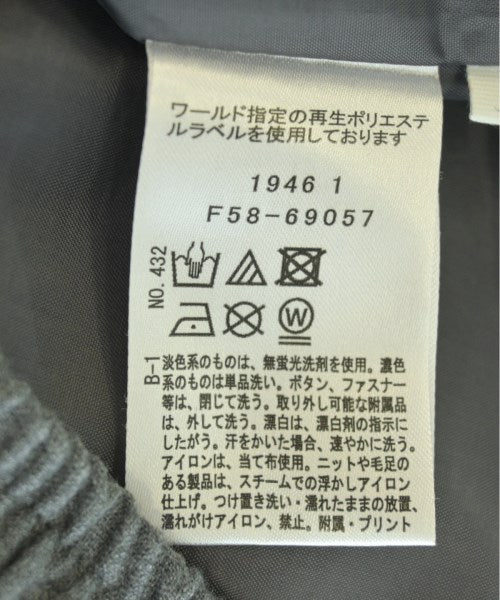 ワールド指定の再生ポリエステ
ルラベルを使用しております
1946 1
F58-69057
NO. 432
W
B-1
淡色系のものは、無蛍光洗剤を使用。濃色
系のものは単品洗い。ボタン、ファスナー
等は、閉じて洗う。取り外し可能な附属品
は、外して洗う。漂白は、漂白剤の指示に
したがう。汗をかいた場合、速やかに洗う。
アイロンは、当て布使用。ニットや毛足の
ある製品は、スチームでの浮かしアイロン
仕上げ。つけ置き洗い・濡れたままの放置、
濡れがけアイロン、禁止。附属・プリント